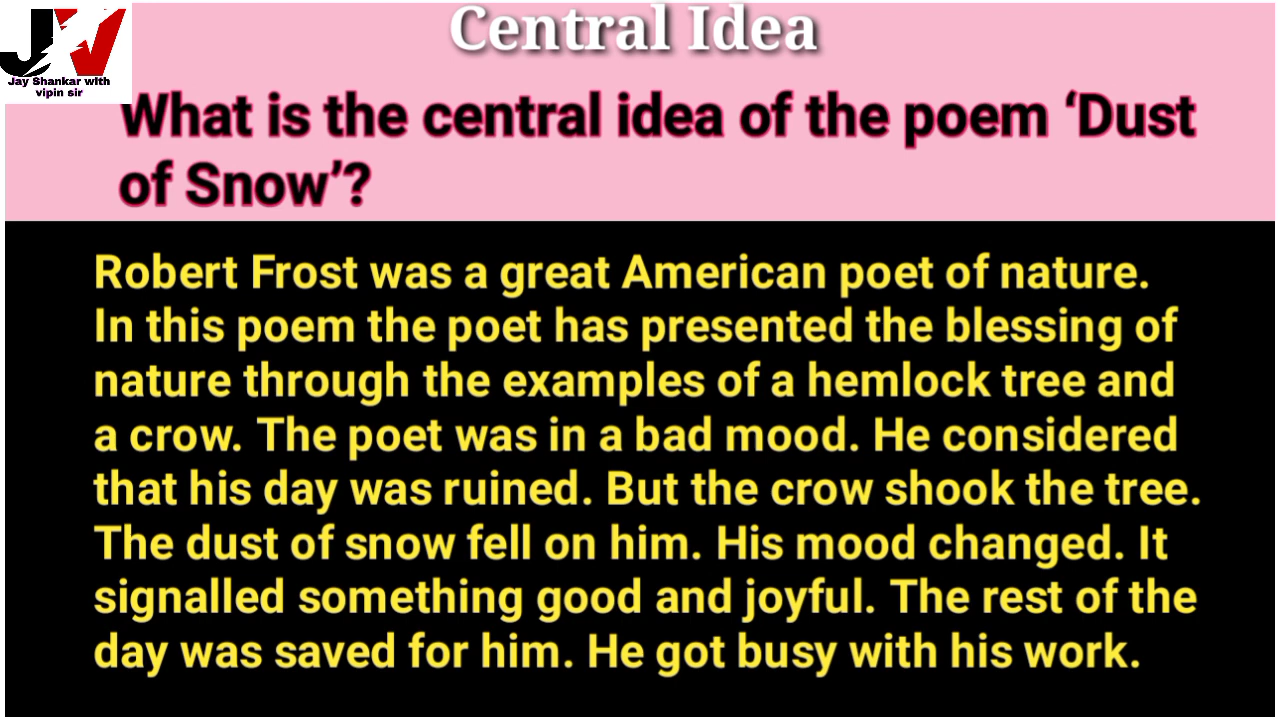 Central Idea
Jay Shankar with
vipin sir
What is the central idea of the poem ‘Dust
of Snow’?
Robert Frost was a great American poet of nature.
In this poem the poet has presented the blessing of
nature through the examples of a hemlock tree and
a crow. The poet was in a bad mood. He considered
that his day was ruined. But the crow shook the tree.
The dust of snow fell on him. His mood changed. It
signalled something good and joyful. The rest of the
day was saved for him. He got busy with his work.